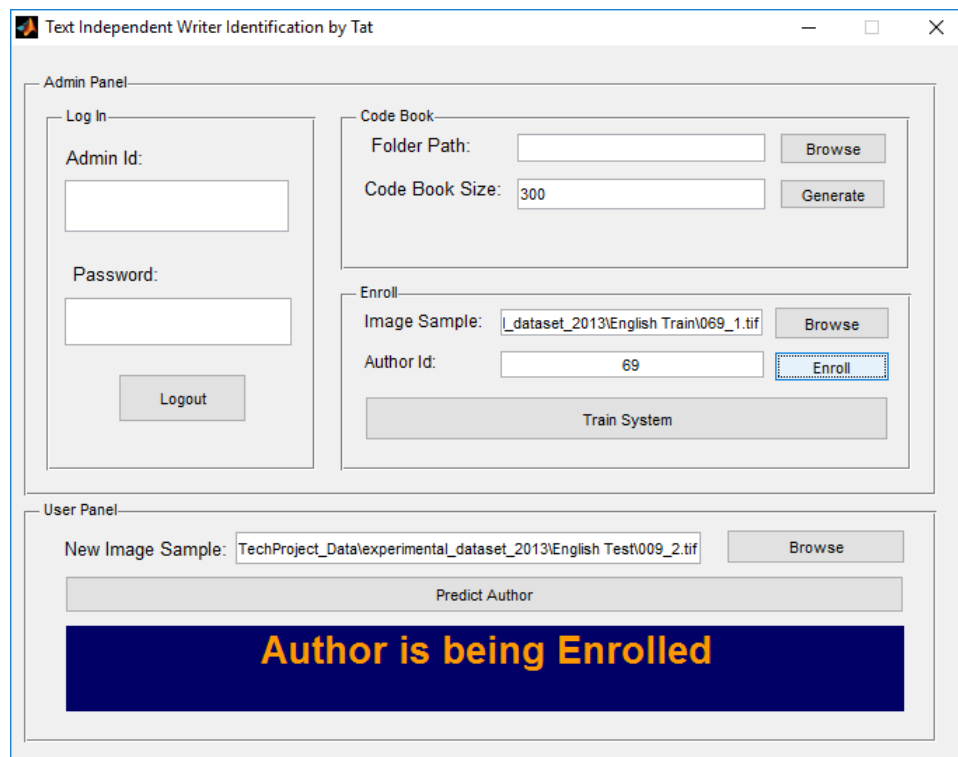 Text Independent Writer Identification by Tat
Admin Panel
Log In
Admin Id:
Password:
Logout
Code Book
Folder Path:
Browse
Code Book Size:
300
Generate
Enroll
Image Sample:
l_dataset_2013\English Train\069_1.tif
Browse
Author Id:
69
Enroll
Train System
User Panel
New Image Sample:
TechProject_Data\experimental_dataset_2013\English Test\009_2.tif
Browse
Predict Author
Author is being Enrolled